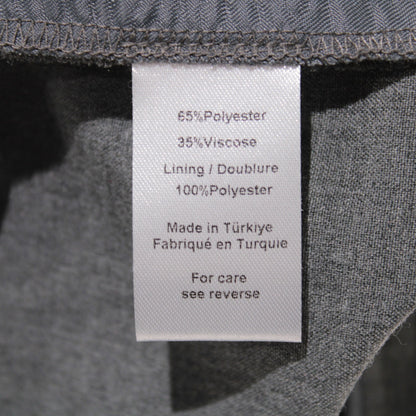 65%Polyester
35%Viscose
Lining / Doublure
100%Polyester
Made in Türkiye
Fabriqué en Turquie
For care
see reverse